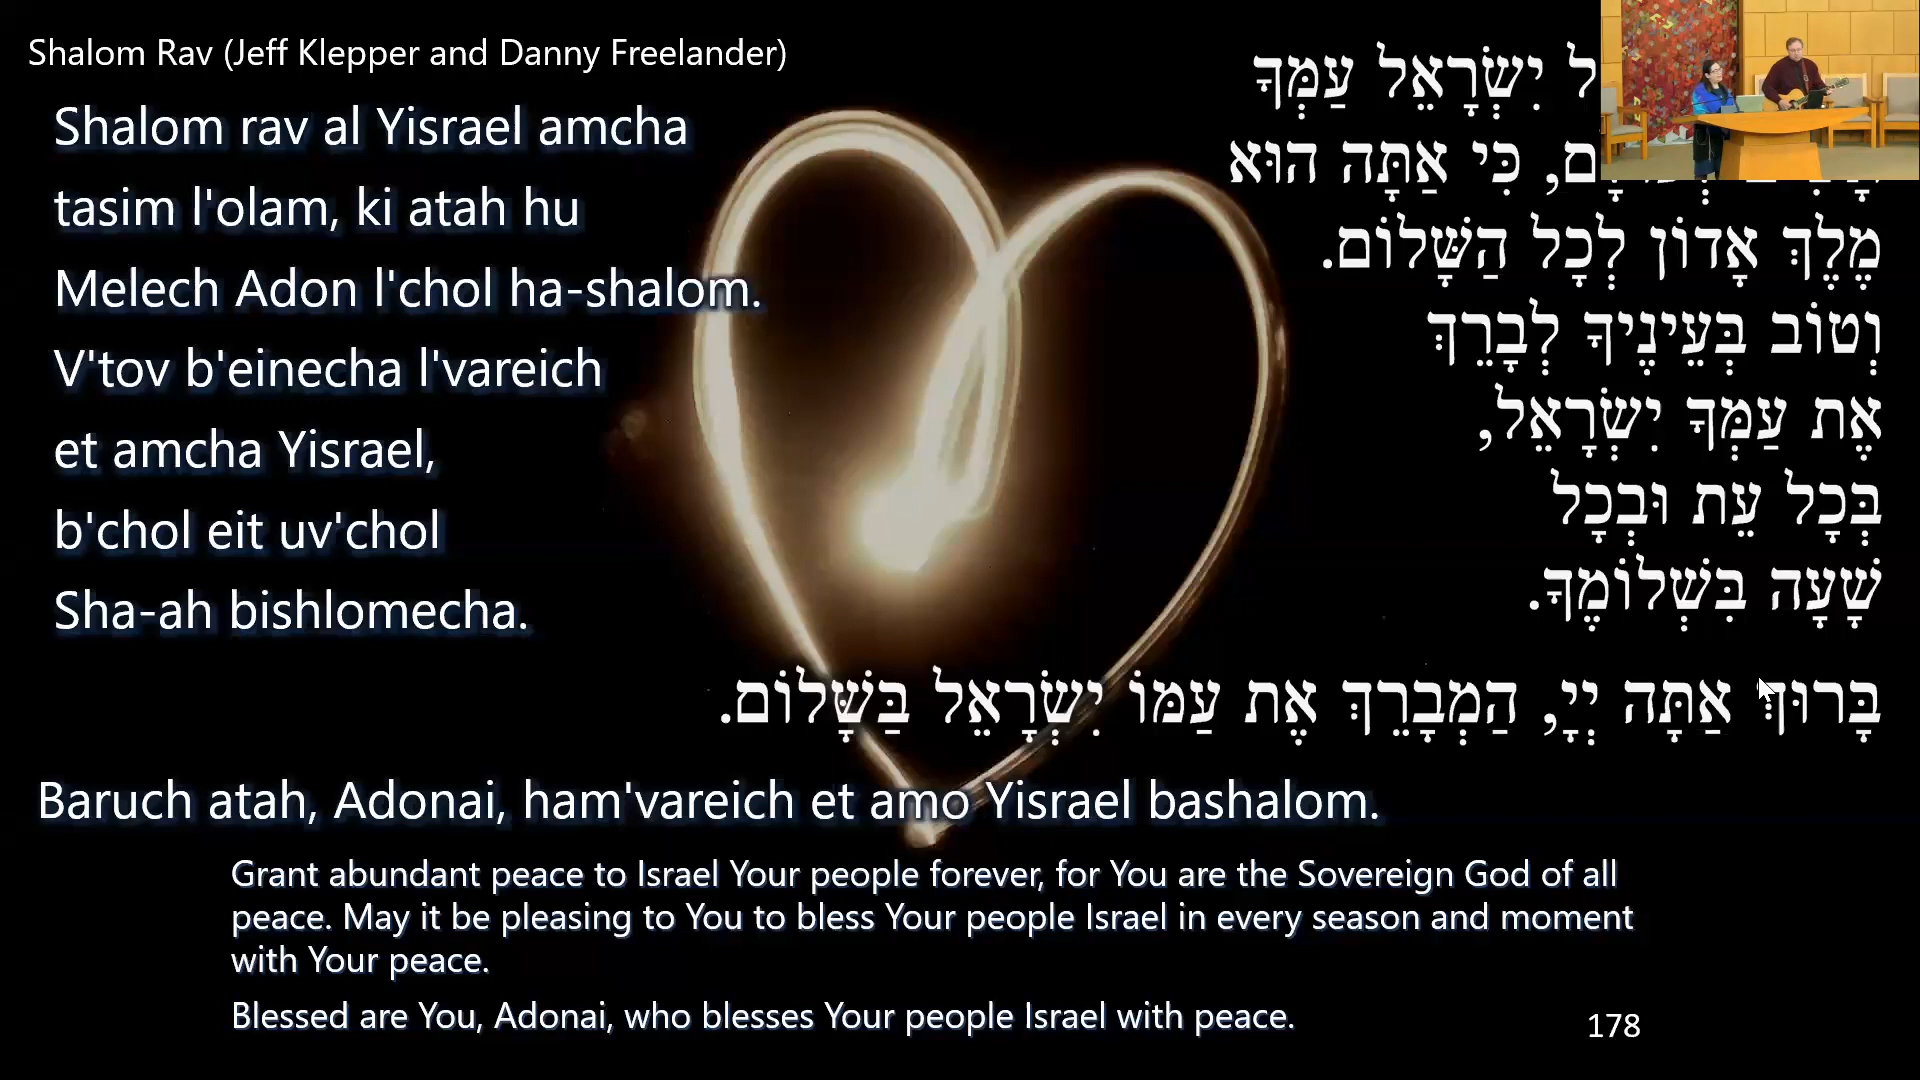 Shalom Rav (Jeff Klepper and Danny Freelander)
Shalom rav al Yisrael amcha
tasim l'olam, ki atah hu
Melech Adon l'chol ha-shalom.
V'tov b'einecha l'vareich
et amcha Yisrael,
b'chol eit uv'chol
Sha-ah bishlomecha.
יִשְׂרָאֵל עַמְּךָ
כִּי אַתָּה הוּא
מֶלֶךְ אָדוֹן לְכָל הַשָּׁלוֹם.
וְטוֹב בְּעֵינֶיךָ לְבָרֵךְ
אֶת עַמְּךָ יִשְׂרָאֵל,
בְּכָל עֵת וּבְכָל
שָׁעָה בִּשְׁלוֹמֶךָ.
בָּרוּךְ אַתָּה יְיָ, הַמְבָרֵךְ אֶת עַמּוֹ יִשְׂרָאֵל בַּשָּׁלוֹם.
Baruch atah, Adonai, ham'vareich et amo Yisrael bashalom.
Grant abundant peace to Israel Your people forever, for You are the Sovereign God of all
peace. May it be pleasing to You to bless Your people Israel in every season and moment
with Your peace.
Blessed are You, Adonai, who blesses Your people Israel with peace.
178